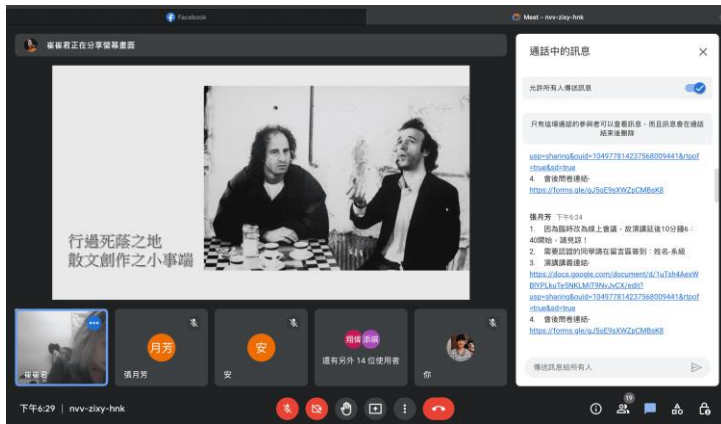 Facebook
Meet - nvv-zixy-hnk
崔崔君正在分享螢幕畫面
行過死蔭之地
散文創作之小事端
崔崔君
月芳
張月芳
安
安
翔偉 添祺
還有另外 14 位使用者
你
下午6:29 | nvv-zixy-hnk
19
通話中的訊息
允許所有人傳送訊息
只有這場通話的參與者可以查看訊息，而且訊息會在通話
結束後刪除
usp=sharing&ouid=104977814237568009441&rtpof
=true&sd=true
4. 會後問卷連結-
https://forms.gle/qJ5oE9sXWZpCMBsK8
張月芳 下午6:24
1. 因為臨時改為線上會議，故演講延後10分鐘6：
40開始，請見諒！
2. 需要認證的同學請在留言區簽到：姓名-系級
3. 演講講義連結-
https://docs.google.com/document/d/1uTsh4AexW
BlYPLkuTe5NKLMiT9NvJyCX/edit?
usp=sharing&ouid=104977814237568009441&rtpof
=true&sd=true
4. 會後問卷連結-
https://forms.gle/qJ5oE9sXWZpCMBsK8
傳送訊息給所有人